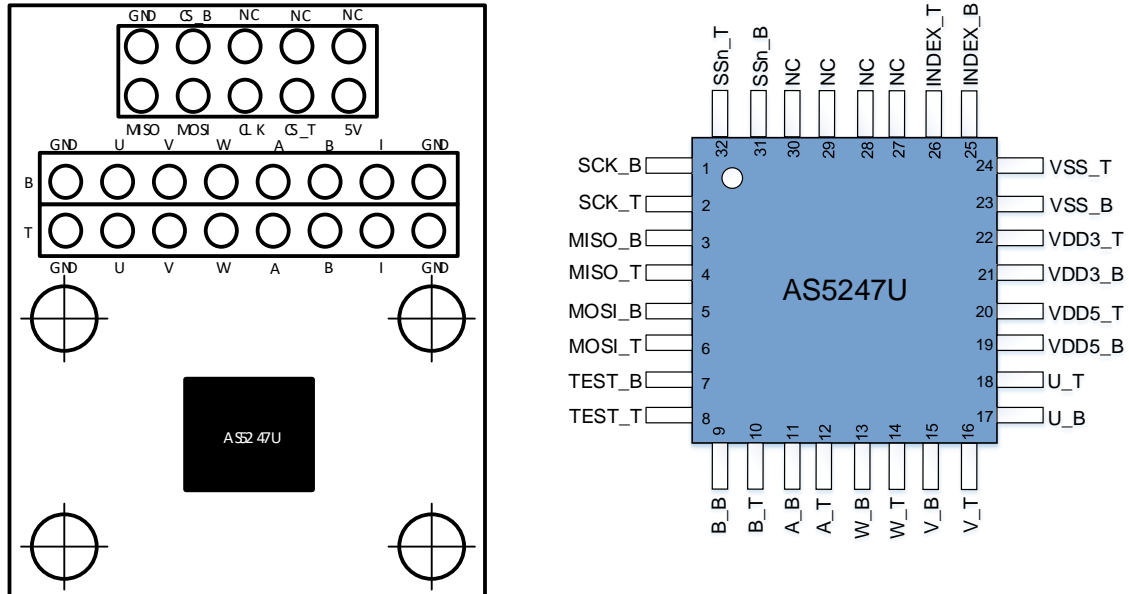 GND CS_B NC NC NC
MISO MOSI CLK CS_T 5V
GND U V W A B I GND
B
T
GND U V W A B I GND
AS5247U
SSn_T SSn_B NC NC NC NC INDEX_T INDEX_B
32 31 30 29 28 27 26 25
SCK_B 1
SCK_T 2
MISO_B 3
MISO_T 4
MOSI_B 5
MOSI_T 6
TEST_B 7
TEST_T 8
AS5247U
24 VSS_T
23 VSS_B
22 VDD3_T
21 VDD3_B
20 VDD5_T
19 VDD5_B
18 U_T
17 U_B
9 10 11 12 13 14 15 16
B_B B_T A_B A_T W_B W_T V_B V_T